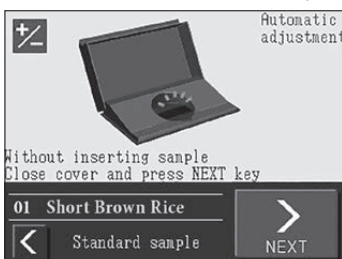 Automatic
adjustment
Without inserting sample
Close cover and press NEXT key
01 Short Brown Rice
Standard sample
NEXT